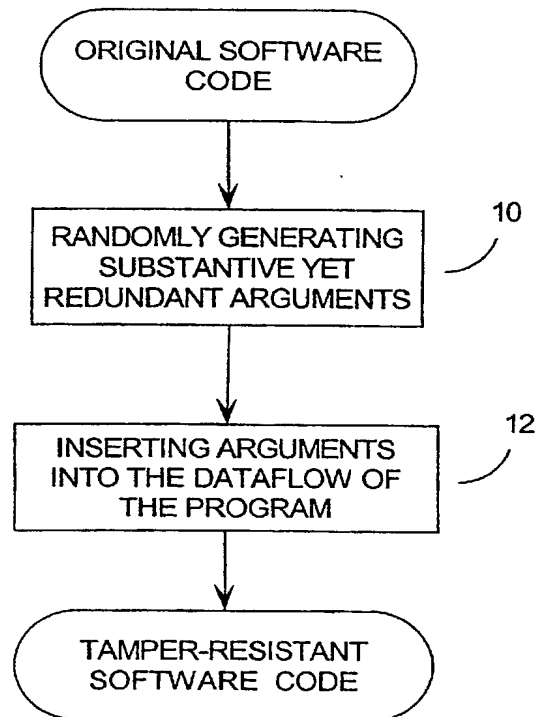 ORIGINAL SOFTWARE
CODE
10
RANDOMLY GENERATING
SUBSTANTIVE YET
REDUNDANT ARGUMENTS
12
INSERTING ARGUMENTS
INTO THE DATAFLOW OF
THE PROGRAM
TAMPER-RESISTANT
SOFTWARE CODE